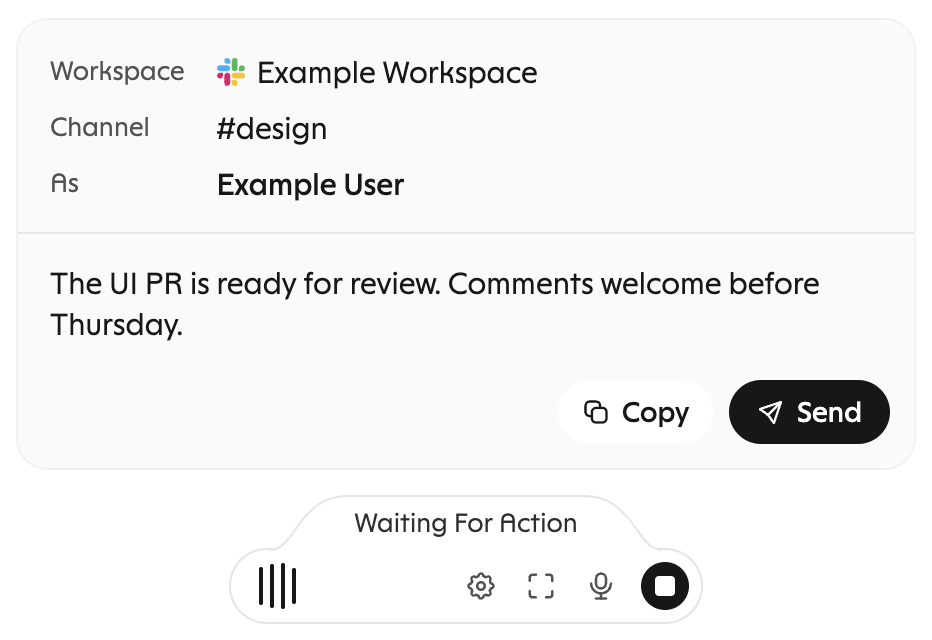 Workspace Example Workspace
Channel #design
As Example User
The UI PR is ready for review. Comments welcome before
Thursday.
Copy Send
Waiting For Action